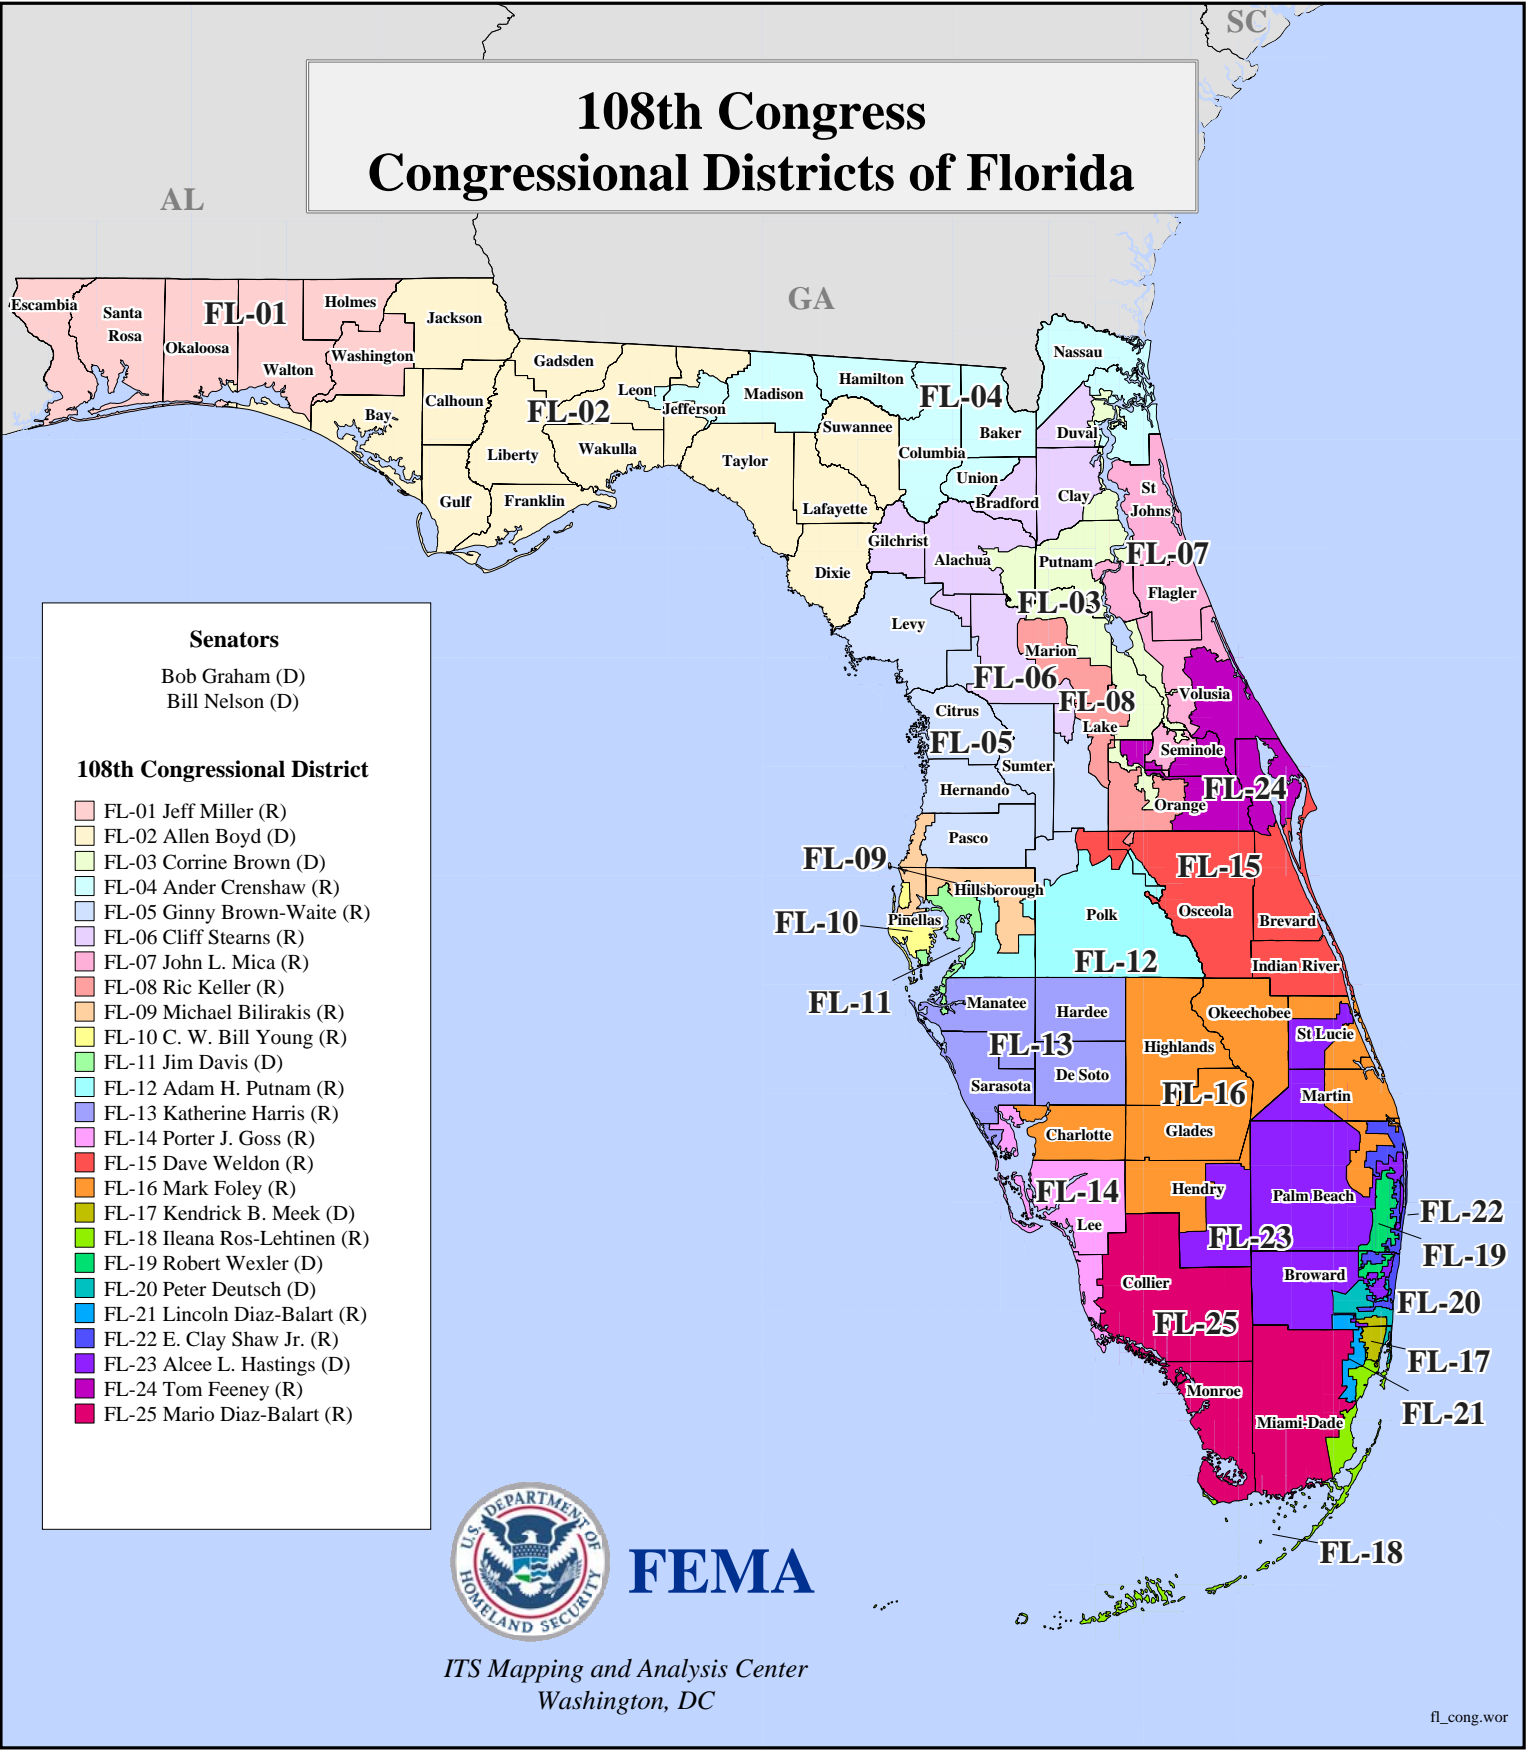 SC
108th Congress
Congressional Districts of Florida
AL
GA
Escambia
Santa
Rosa
Okaloosa
FL-01
Walton
Holmes
Washington
Jackson
Bay
Calhoun
Gulf
Gadsden
FL-02
Liberty
Franklin
Leon
Wakulla
Jefferson
Madison
Taylor
Hamilton
Suwannee
Lafayette
Dixie
FL-04
Columbia
Baker
Union
Bradford
Nassau
Duval
Clay
St
Johns
FL-07
Flagler
Gilchrist
Alachua
Putnam
FL-03
Levy
Marion
FL-06
FL-08
Volusia
Citrus
Lake
FL-05
Sumter
Seminole
Hernando
FL-24
Orange
Pasco
FL-09
Hillsborough
FL-15
FL-10
Pinellas
Polk
Osceola
Brevard
FL-12
Indian River
FL-11
Manatee
Hardee
Okeechobee
St Lucie
FL-13
Highlands
Sarasota
De Soto
FL-16
Martin
Charlotte
Glades
FL-14
Hendry
Palm Beach
FL-22
Lee
FL-23
FL-19
Collier
Broward
FL-20
FL-25
FL-17
Monroe
FL-21
Miami-Dade
FL-18
Senators
Bob Graham (D)
Bill Nelson (D)
108th Congressional District
FL-01 Jeff Miller (R)
FL-02 Allen Boyd (D)
FL-03 Corrine Brown (D)
FL-04 Ander Crenshaw (R)
FL-05 Ginny Brown-Waite (R)
FL-06 Cliff Stearns (R)
FL-07 John L. Mica (R)
FL-08 Ric Keller (R)
FL-09 Michael Bilirakis (R)
FL-10 C. W. Bill Young (R)
FL-11 Jim Davis (D)
FL-12 Adam H. Putnam (R)
FL-13 Katherine Harris (R)
FL-14 Porter J. Goss (R)
FL-15 Dave Weldon (R)
FL-16 Mark Foley (R)
FL-17 Kendrick B. Meek (D)
FL-18 Ileana Ros-Lehtinen (R)
FL-19 Robert Wexler (D)
FL-20 Peter Deutsch (D)
FL-21 Lincoln Diaz-Balart (R)
FL-22 E. Clay Shaw Jr. (R)
FL-23 Alcee L. Hastings (D)
FL-24 Tom Feeney (R)
FL-25 Mario Diaz-Balart (R)
U.S. DEPARTMENT OF
HOMELAND SECURITY
FEMA
ITS Mapping and Analysis Center
Washington, DC
fl_cong.wor